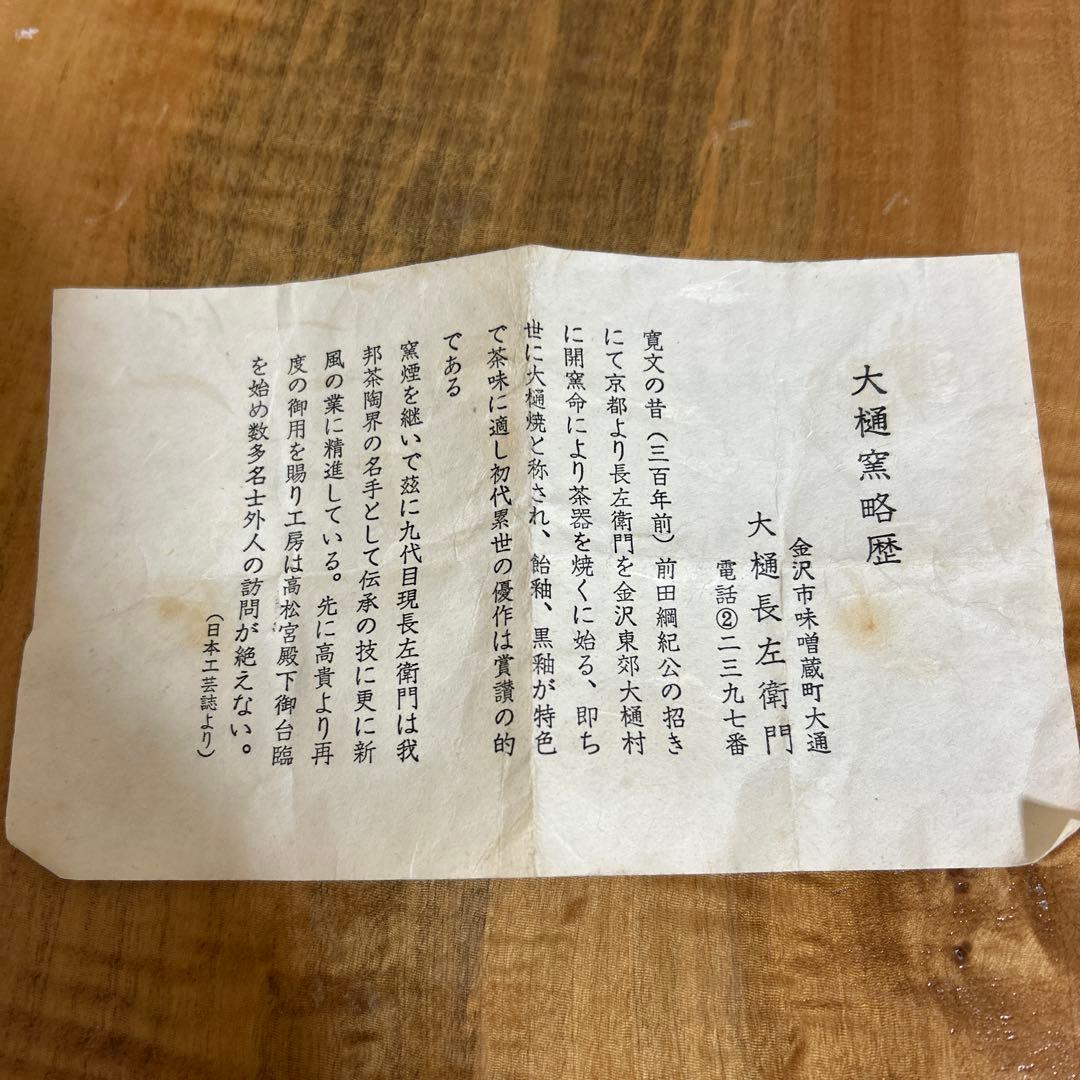 大樋窯略歴
金沢市味噌蔵町大通
大樋長左衛門
電話②二三九七番
寛文の昔（三百年前）前田綱紀公の招き
にて京都より長左衛門を金沢東郊大樋村
に開窯命により茶器を焼くに始る、即ち
世に大樋焼と称され、飴釉、黒釉が特色
で茶味に適し初代累世の優作は賞讃の的
である
窯煙を継いで茲に九代目現長左衛門は我
邦茶陶界の名手として伝承の技に更に新
風の業に精進している。先に高貴より再
度の御用を賜り工房は高松宮殿下御台臨
を始め数多名士外人の訪問が絶えない。
（日本工芸誌より）